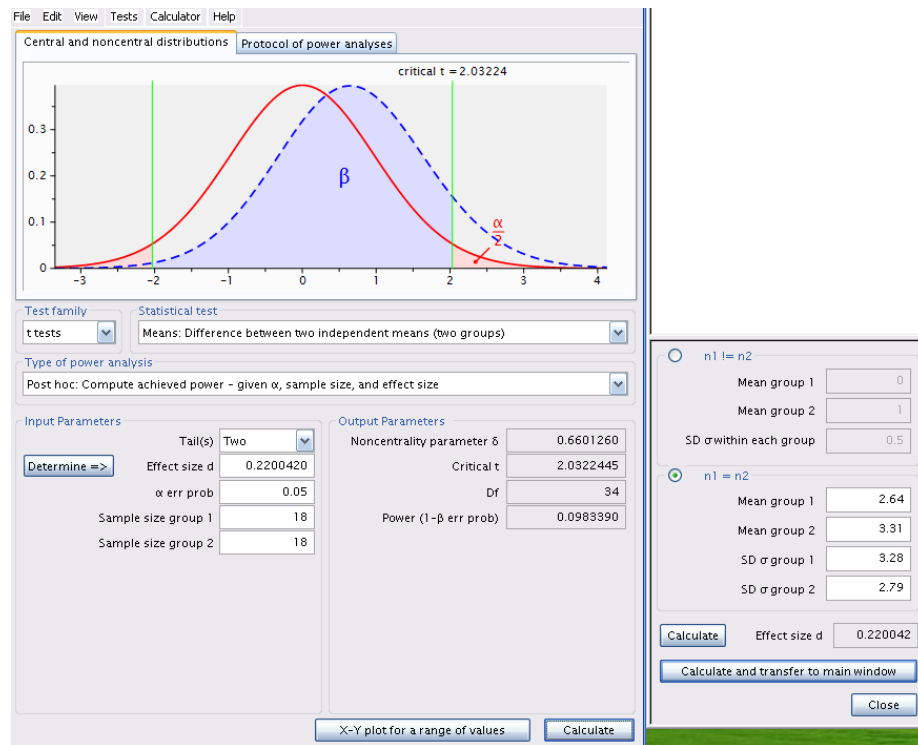 File Edit View Tests Calculator Help
Central and noncentral distributions Protocol of power analyses
critical t = 2.03224
0.3
0.2
0.1
0
β
α
2
-3 -2 -1 0 1 2 3 4
Test family Statistical test
t tests Means: Difference between two independent means (two groups)
Type of power analysis
Post hoc: Compute achieved power – given α, sample size, and effect size
Input Parameters
Tail(s) Two
Determine => Effect size d 0.2200420
α err prob 0.05
Sample size group 1 18
Sample size group 2 18
Output Parameters
Noncentrality parameter δ 0.6601260
Critical t 2.0322445
Df 34
Power (1-β err prob) 0.0983390
X-Y plot for a range of values Calculate
n1 != n2
Mean group 1 0
Mean group 2 1
SD σ within each group 0.5
n1 = n2
Mean group 1 2.64
Mean group 2 3.31
SD σ group 1 3.28
SD σ group 2 2.79
Calculate Effect size d 0.220042
Calculate and transfer to main window
Close